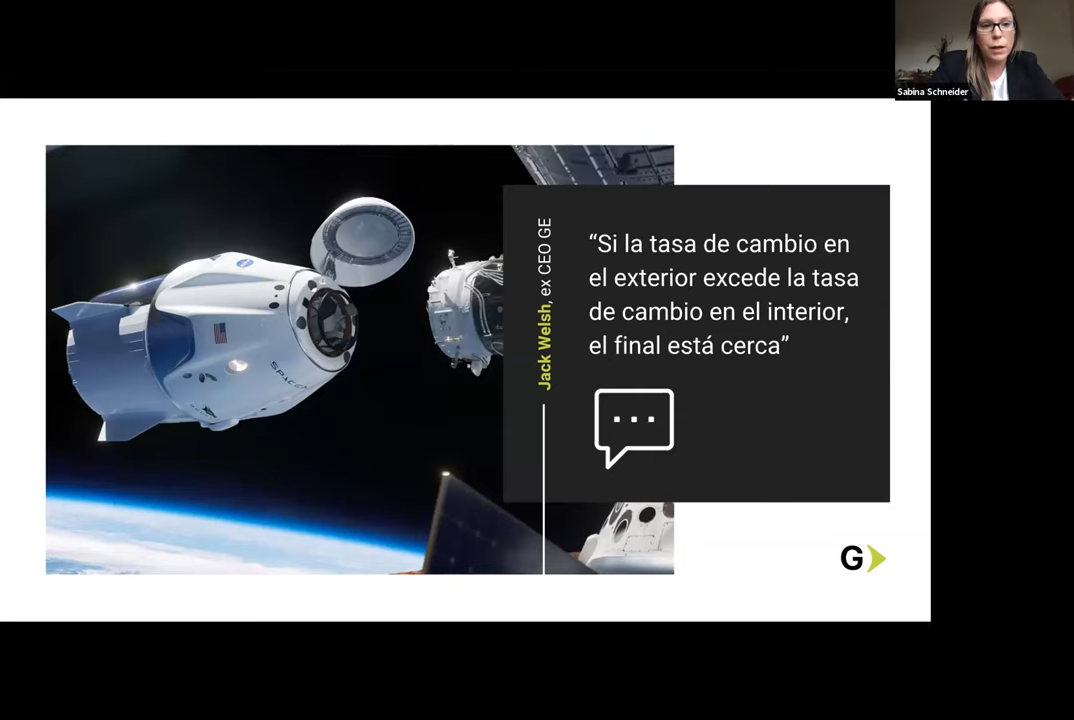 Sabina Schneider
Jack Welsh, ex CEO GE
“Si la tasa de cambio en
el exterior excede la tasa
de cambio en el interior,
el final está cerca”
SPACEX
G